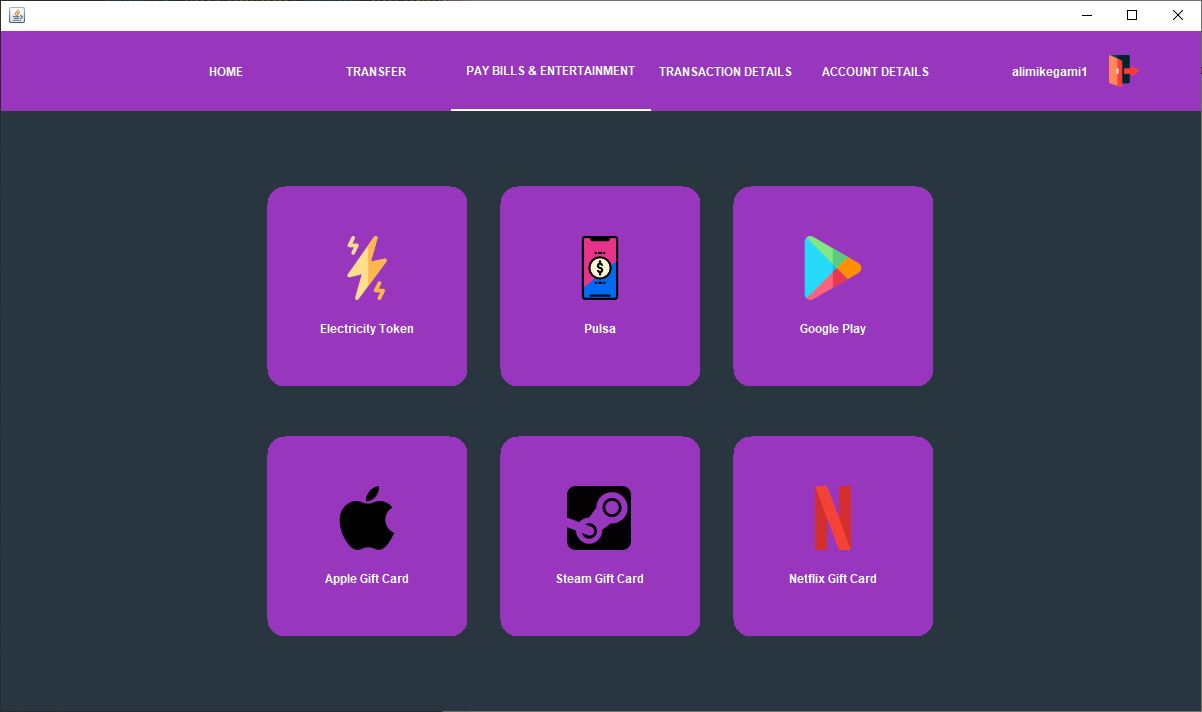 HOME
TRANSFER
PAY BILLS & ENTERTAINMENT
TRANSACTION DETAILS
ACCOUNT DETAILS
alimikegami1
Electricity Token
Pulsa
Google Play
Apple Gift Card
Steam Gift Card
Netflix Gift Card